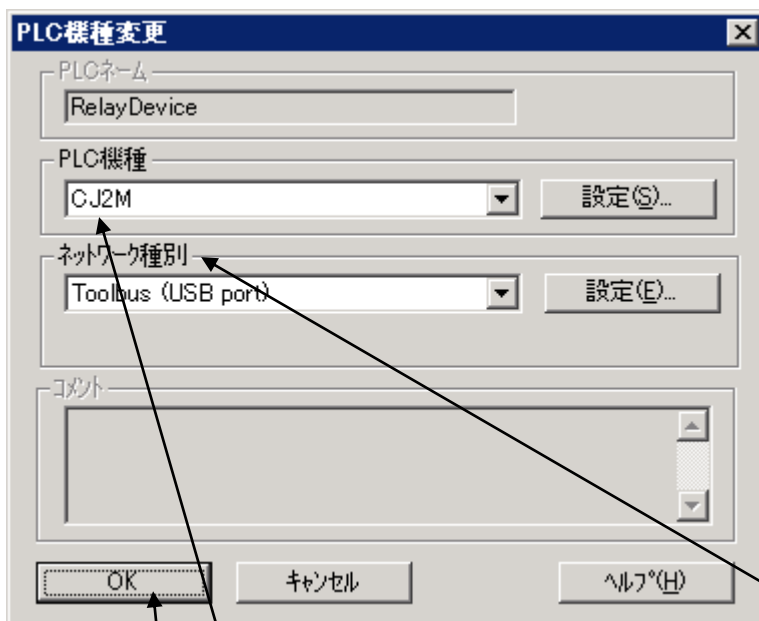 PLC機種変更
PLCネーム
RelayDevice
PLC機種
CJ2M
設定(S)...
ネットワーク種別
Toolbus (USB port)
設定(E)...
コメント
OK
キャンセル
ヘルプ(H)